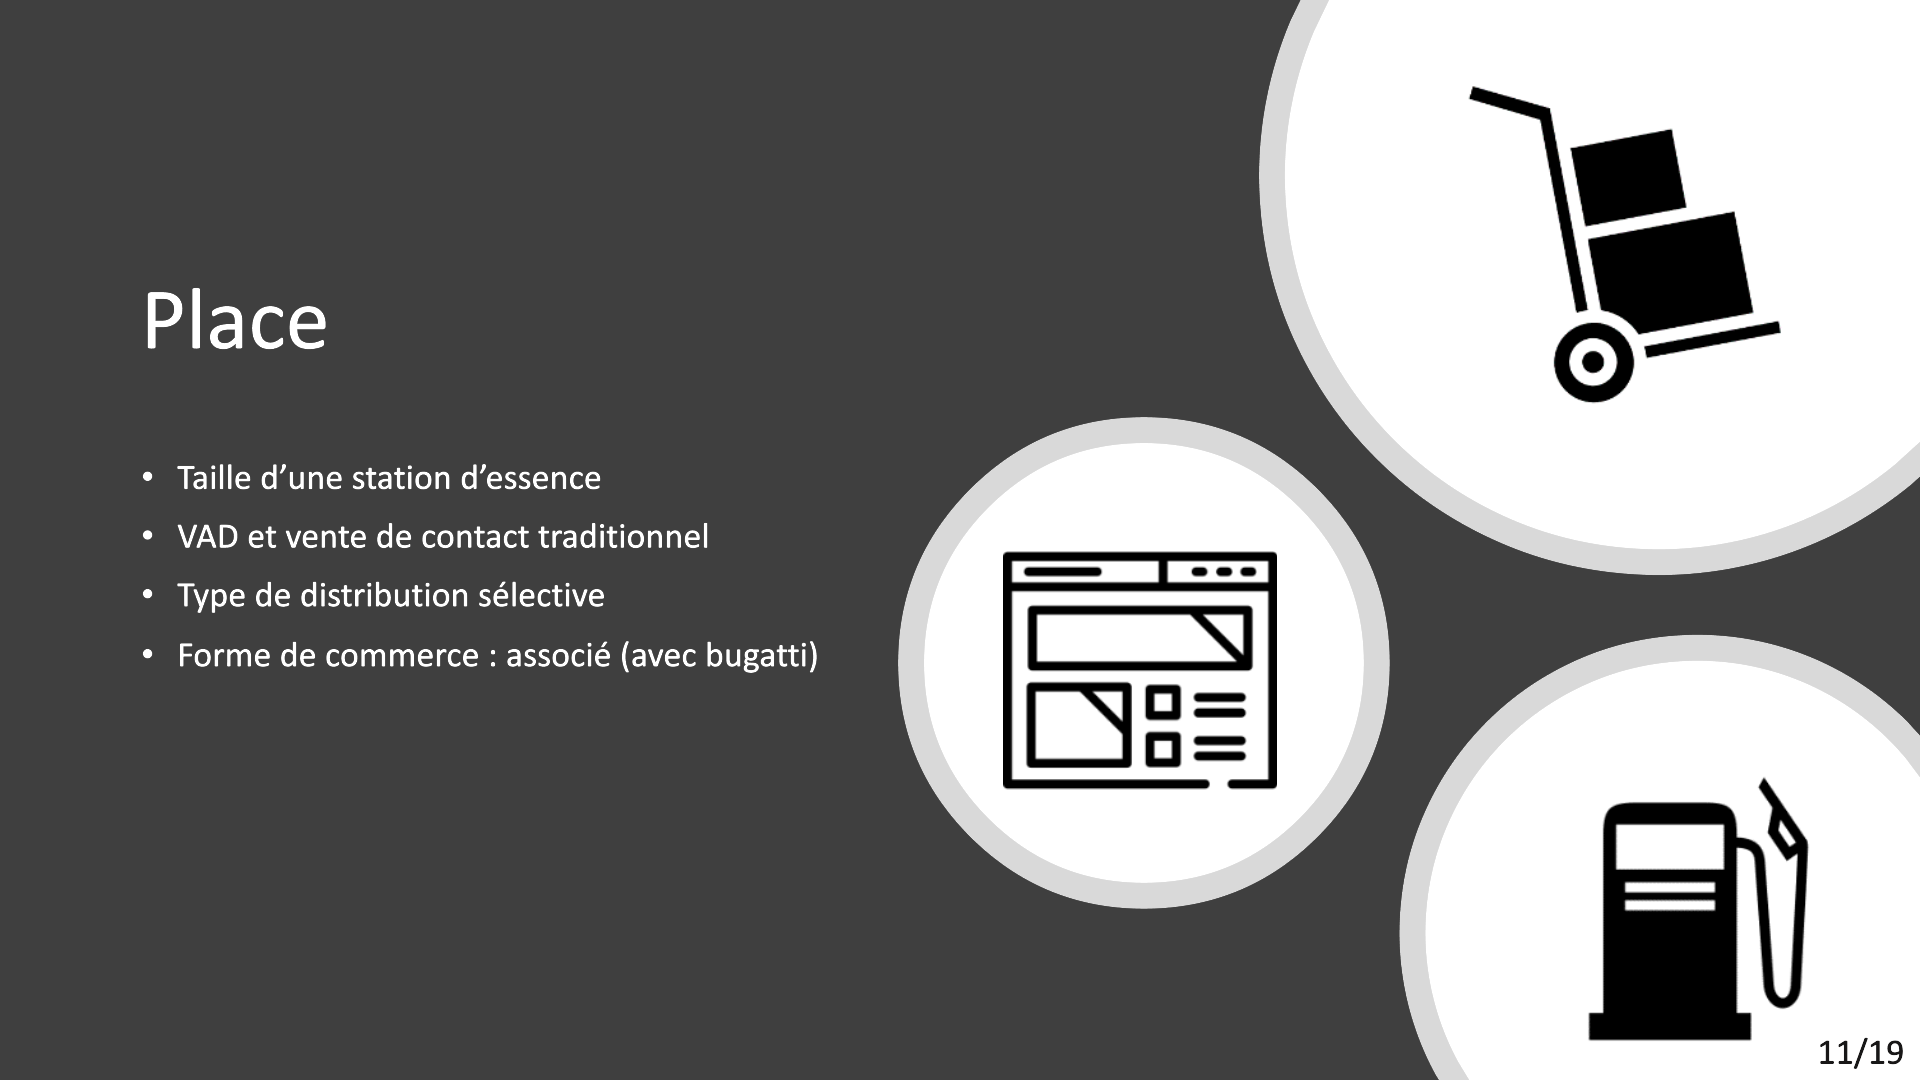 Place
• Taille d’une station d’essence
• VAD et vente de contact traditionnel
• Type de distribution sélective
• Forme de commerce : associé (avec bugatti)
11/19